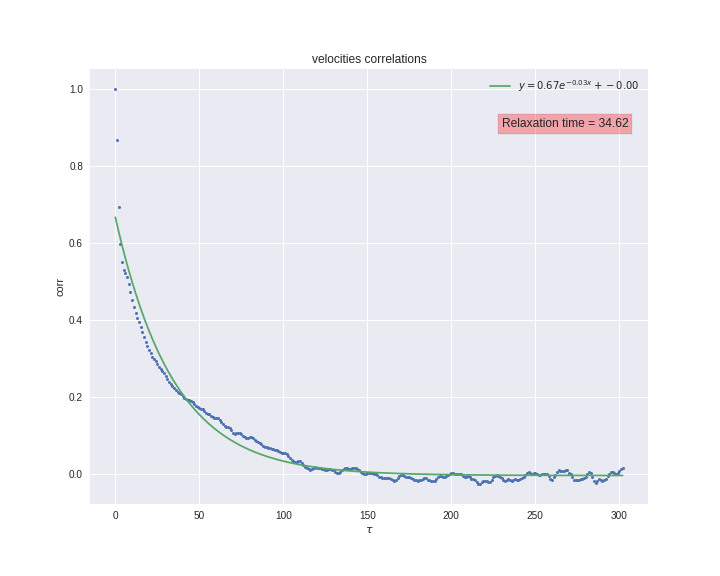 velocities correlations
y = 0.67e^{-0.03x} + -0.00
Relaxation time = 34.62
corr
1.0
0.8
0.6
0.4
0.2
0.0
0 50 100 150 200 250 300
τ